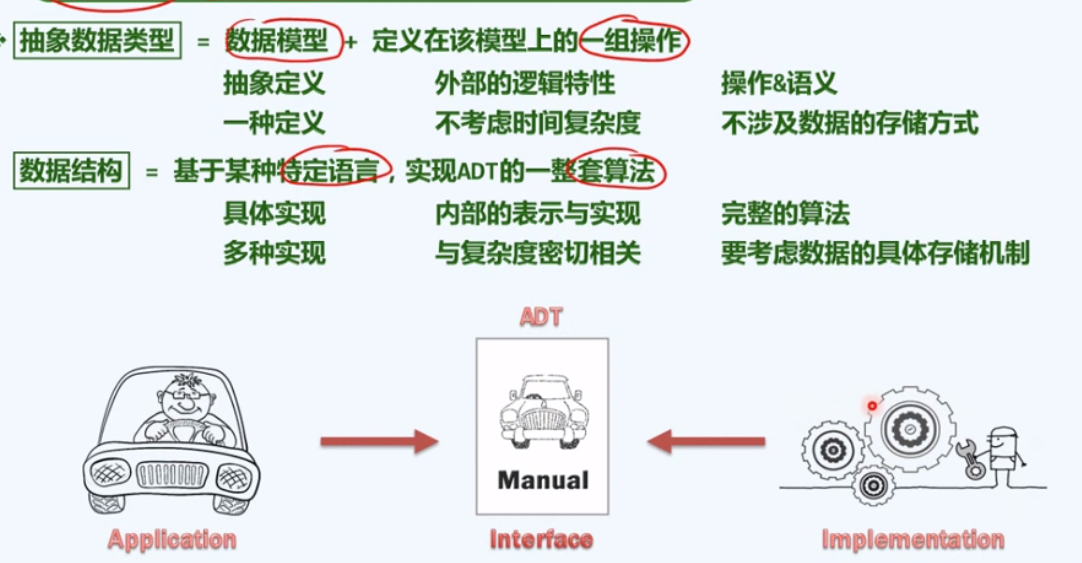 抽象数据类型 = 数据模型 + 定义在该模型上的一组操作
抽象定义 外部的逻辑特性 操作&语义
一种定义 不考虑时间复杂度 不涉及数据的存储方式
数据结构 = 基于某种特定语言，实现ADT的一整套算法
具体实现 内部的表示与实现 完整的算法
多种实现 与复杂度密切相关 要考虑数据的具体存储机制
ADT
Manual
Application Interface Implementation